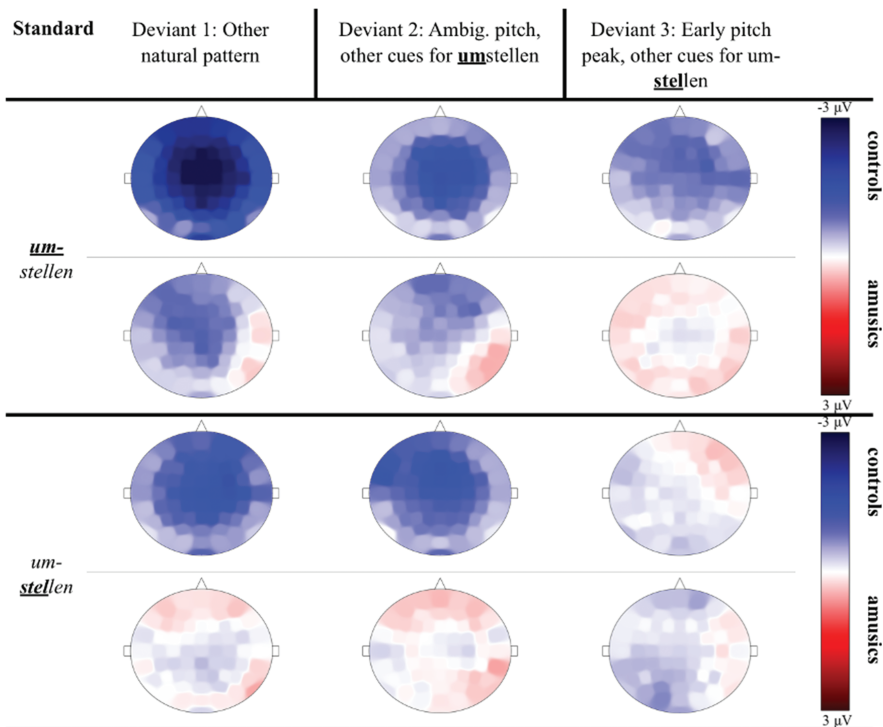 Standard
Deviant 1: Other
natural pattern
Deviant 2: Ambig. pitch,
other cues for umstellen
Deviant 3: Early pitch
peak, other cues for um-
stellen
-3 μV
controls
um-
stellen
amusics
3 μV
-3 μV
controls
um-
stellen
amusics
3 μV